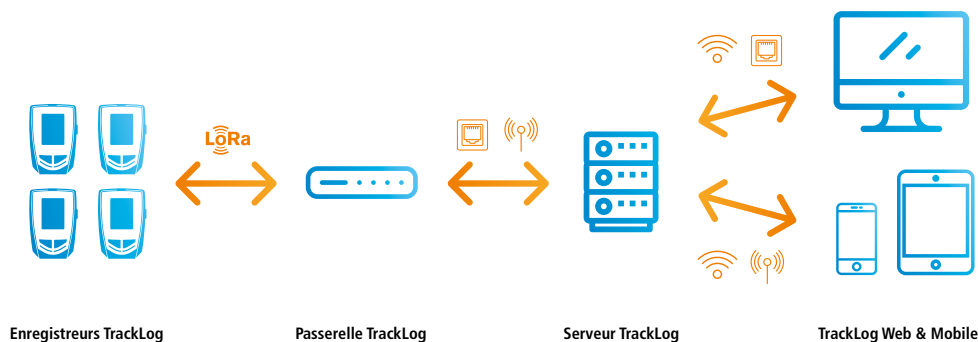 LoRa
Enregistreurs TrackLog
Passerelle TrackLog
Serveur TrackLog
TrackLog Web & Mobile